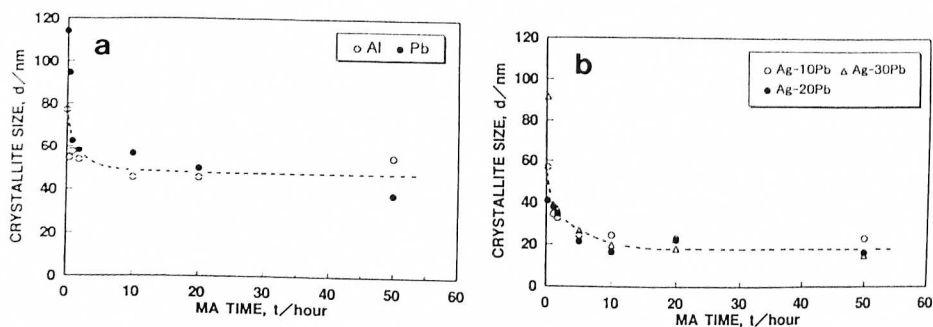 120
100
80
60
40
20
0
CRYSTALLITE SIZE, d/nm
a
○ Al ● Pb
0 10 20 30 40 50 60
MA TIME, t/hour
120
100
80
60
40
20
0
CRYSTALLITE SIZE, d/nm
b
○ Ag-10Pb △ Ag-30Pb
● Ag-20Pb
0 10 20 30 40 50 60
MA TIME, t/hour